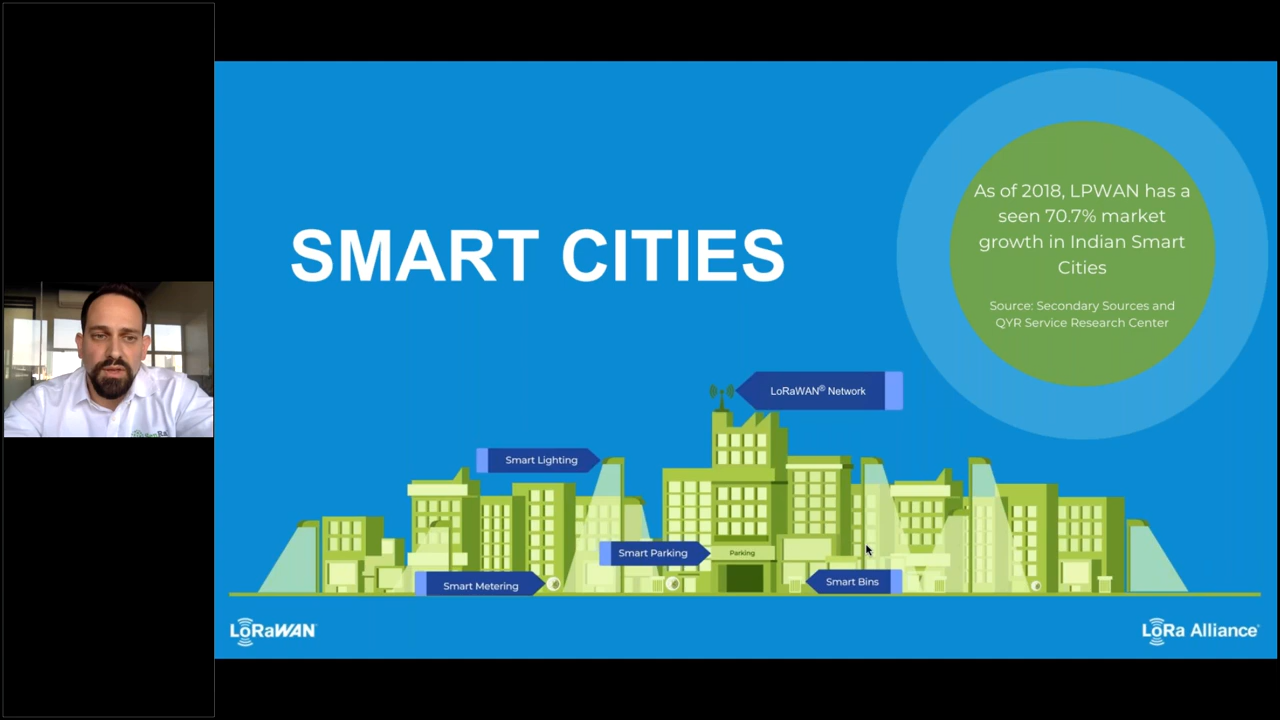 SMART CITIES
As of 2018, LPWAN has a
seen 70.7% market
growth in Indian Smart
Cities
Source: Secondary Sources and
QYR Service Research Center
LoRaWAN® Network
Smart Lighting
Smart Parking
Parking
Smart Metering
Smart Bins
LoRaWAN
LoRa Alliance